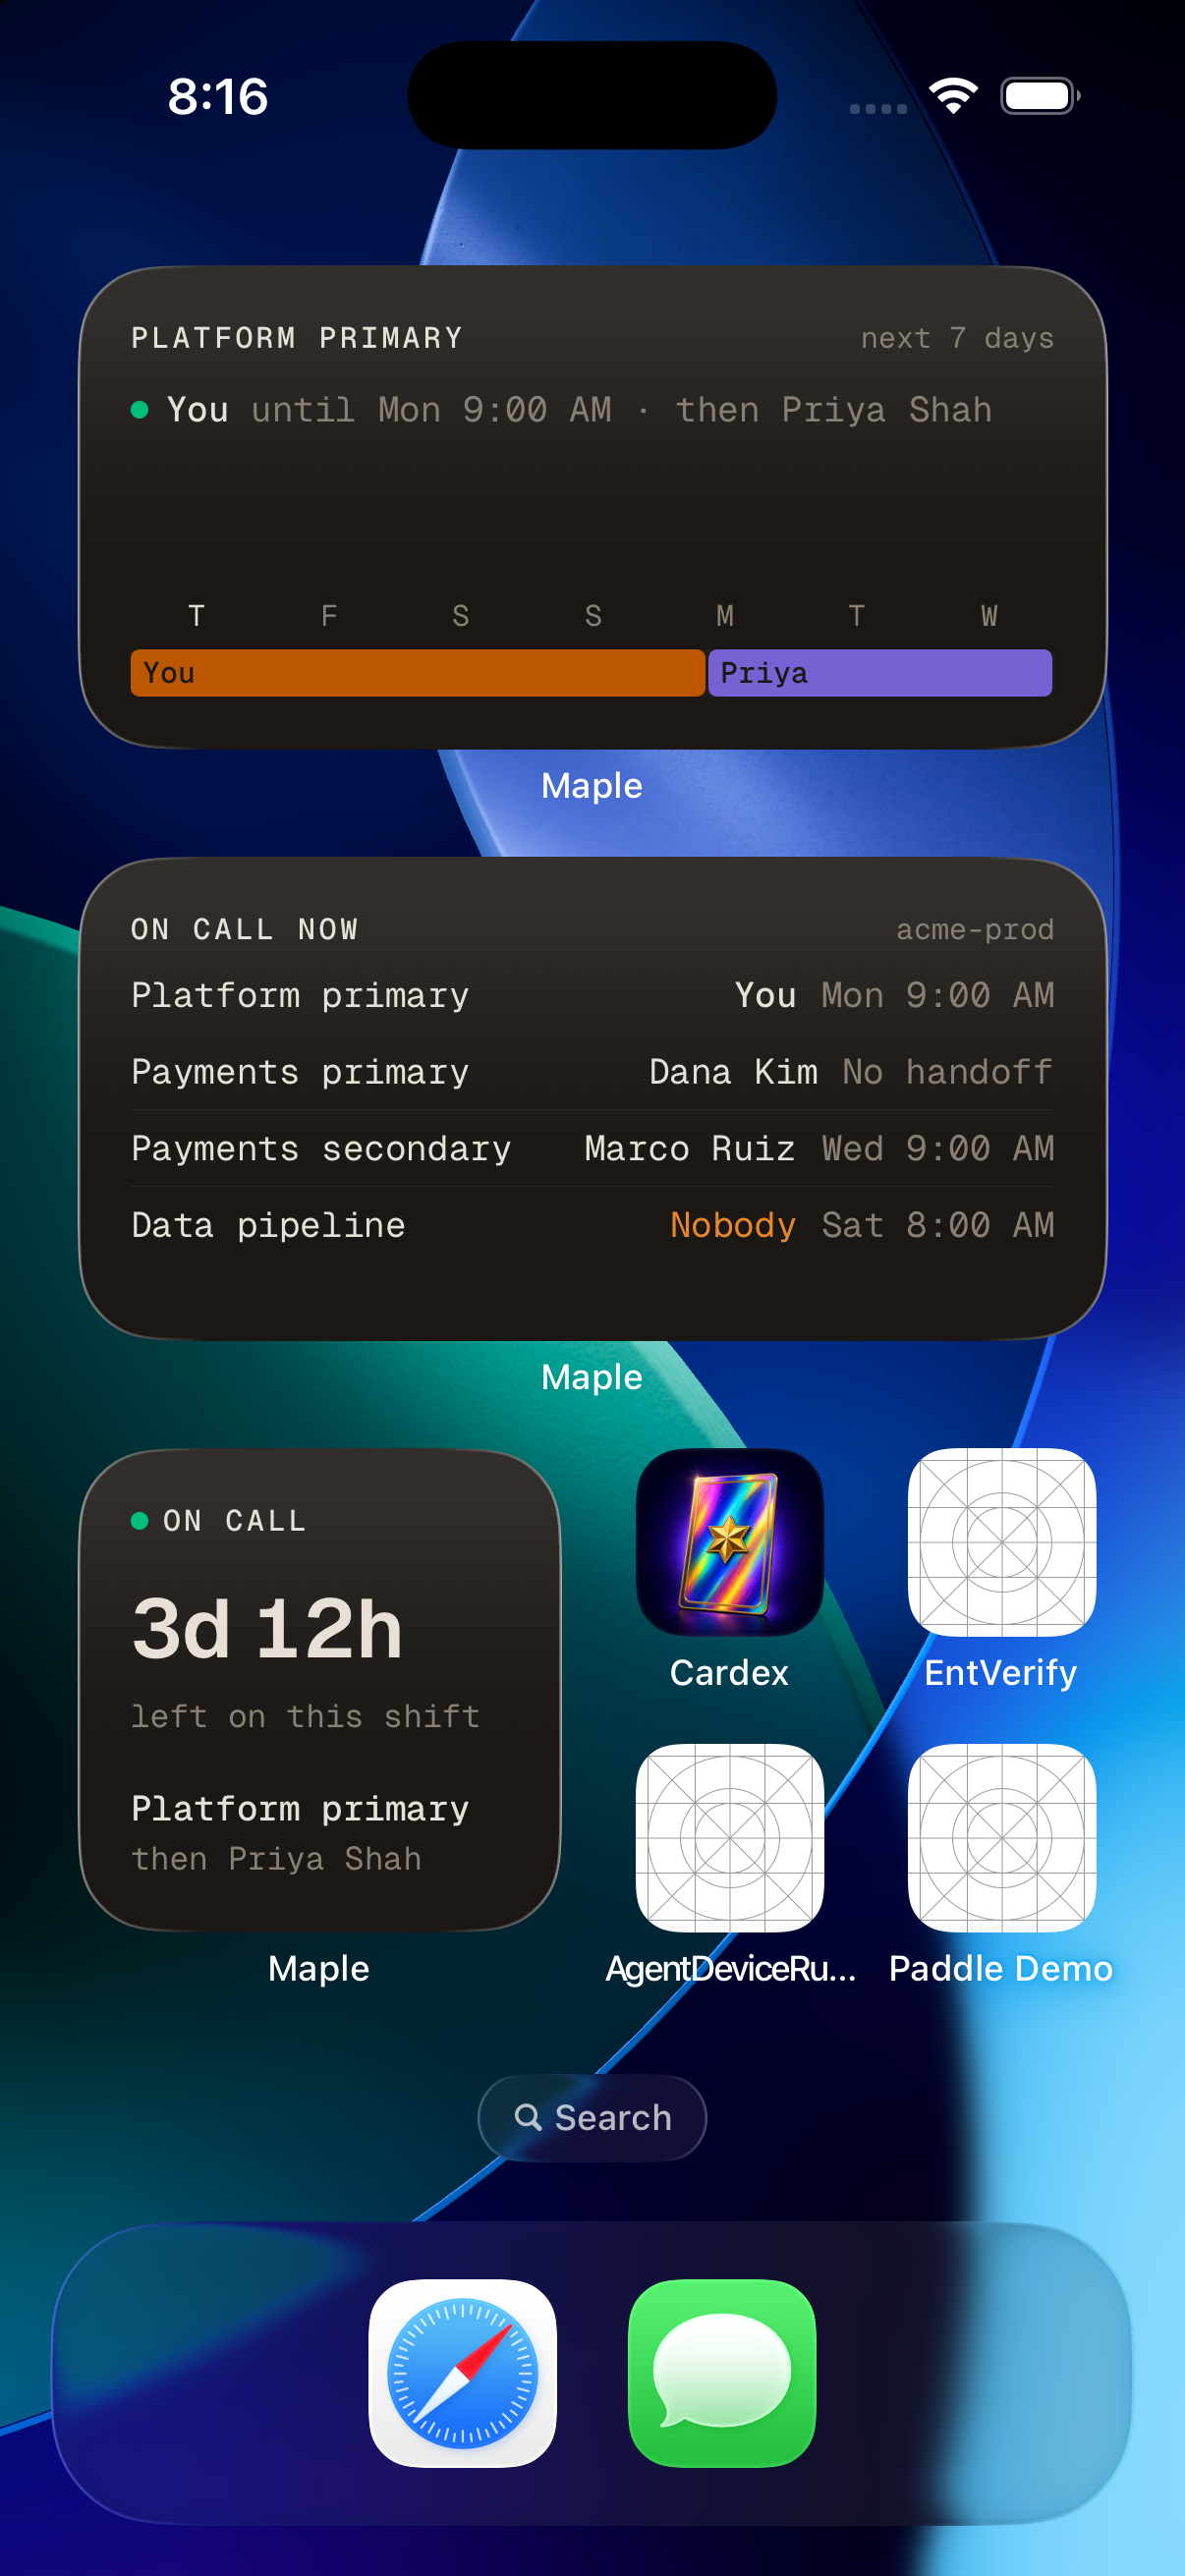 8:16
PLATFORM PRIMARY next 7 days
You until Mon 9:00 AM · then Priya Shah
T F S S M T W
You Priya
Maple
ON CALL NOW acme-prod
Platform primary You Mon 9:00 AM
Payments primary Dana Kim No handoff
Payments secondary Marco Ruiz Wed 9:00 AM
Data pipeline Nobody Sat 8:00 AM
Maple
ON CALL
3d 12h
left on this shift
Platform primary
then Priya Shah
Maple
Cardex EntVerify
AgentDeviceRu... Paddle Demo
Search